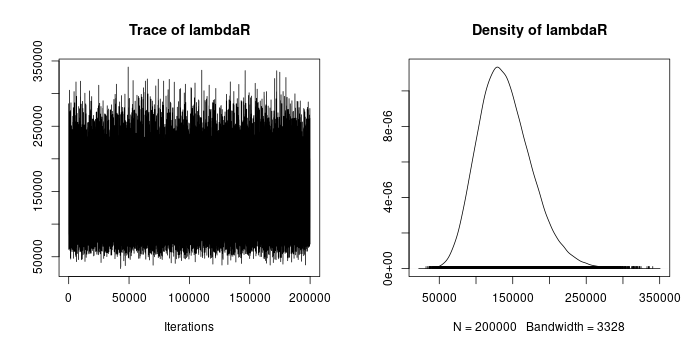 Trace of lambdaR
350000
250000
150000
50000
0 50000 100000 150000 200000
Iterations
Density of lambdaR
8e-06
4e-06
0e+00
50000 150000 250000 350000
N = 200000 Bandwidth = 3328